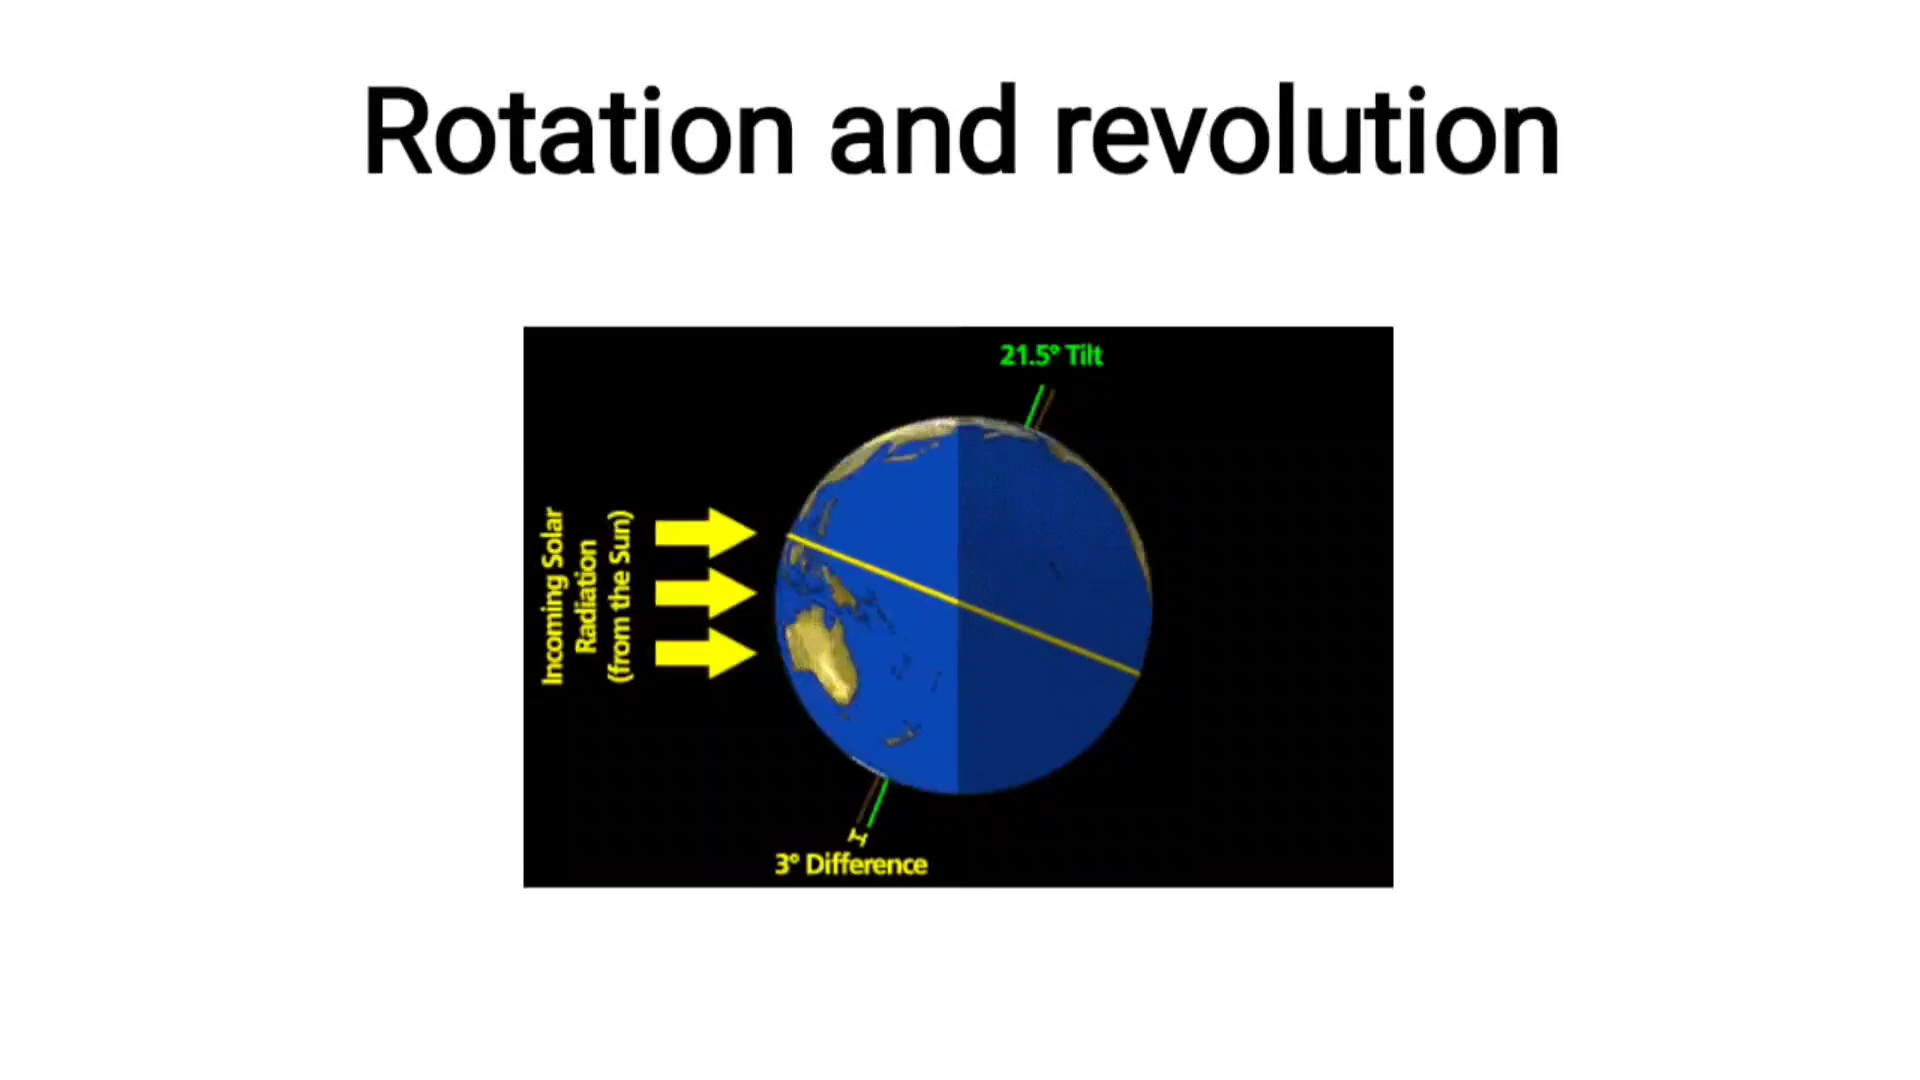 Rotation and revolution
21.5° Tilt
Incoming Solar
Radiation
(from the Sun)
3° Difference